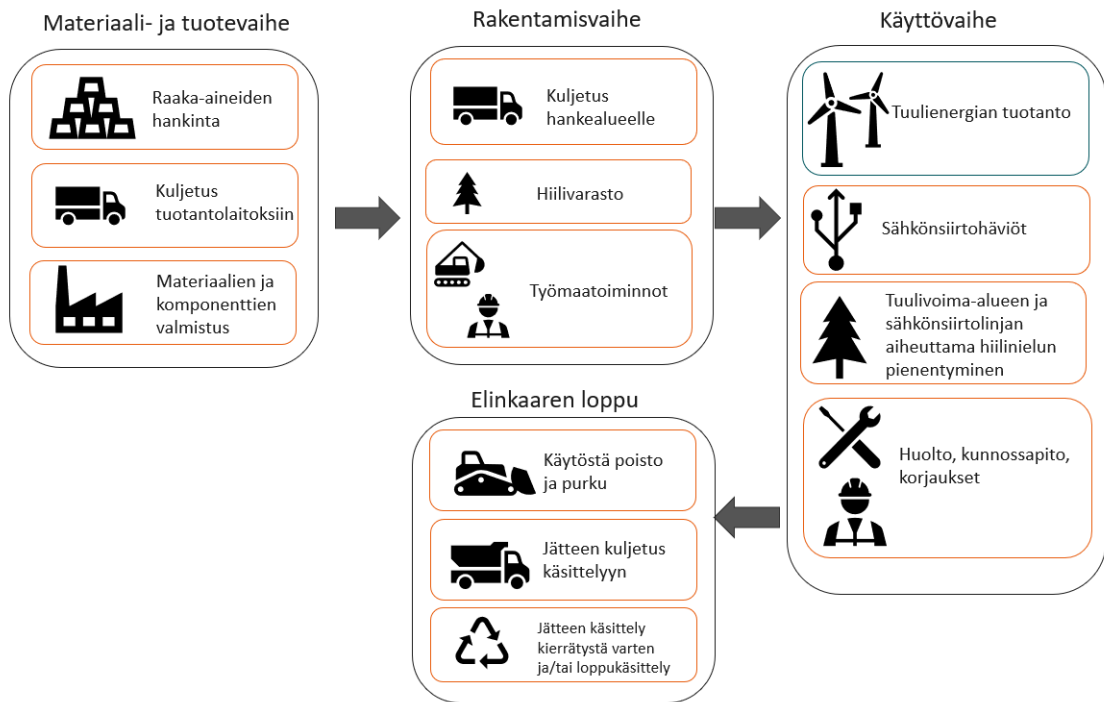 Materiaali- ja tuotevaihe
Raaka-aineiden
hankinta
Kuljetus
tuotantolaitoksiin
Materiaalien ja
komponenttien
valmistus
Rakentamisvaihe
Kuljetus
hankealueelle
Hiilivarasto
Työmaatoiminnot
Käyttövaihe
Tuulienergian tuotanto
Sähkönsiirtohäviöt
Tuulivoima-alueen ja
sähkönsiirtolinjan
aiheuttama hiilinielun
pienentyminen
Huolto, kunnossapito,
korjaukset
Elinkaaren loppu
Käytöstä poisto
ja purku
Jätteen kuljetus
käsittelyyn
Jätteen käsittely
kierrätystä varten
ja/tai loppukäsittely